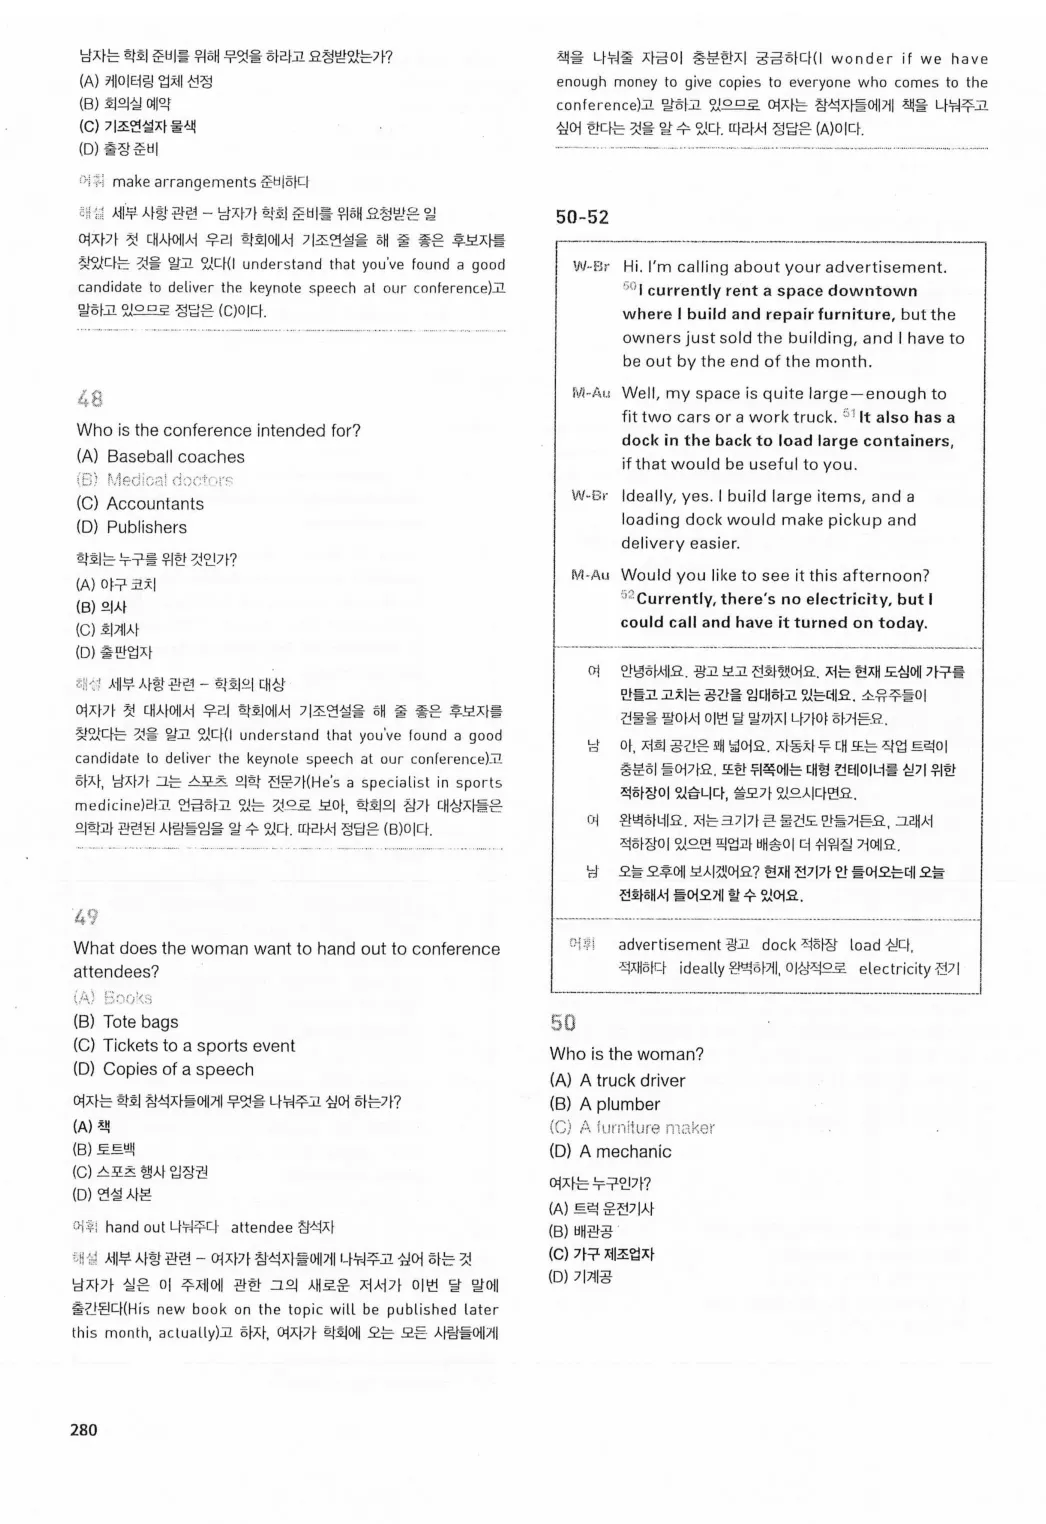 남자는 학회 준비를 위해 무엇을 하라고 요청받았는가?
(A) 케이터링 업체 선정
(B) 회의실 예약
(C) 기조연설자 물색
(D) 출장 준비
어휘 make arrangements 준비하다
해설 세부 사항 관련 – 남자가 학회 준비를 위해 요청받은 일
여자가 첫 대사에서 우리 학회에서 기조연설을 해 줄 좋은 후보자를
찾았다는 것을 알고 있다(I understand that you've found a good
candidate to deliver the keynote speech at our conference)고
말하고 있으므로 정답은 (C)이다.
48
Who is the conference intended for?
(A) Baseball coaches
(B) Medical doctors
(C) Accountants
(D) Publishers
학회는 누구를 위한 것인가?
(A) 야구 코치
(B) 의사
(C) 회계사
(D) 출판업자
해설 세부 사항 관련 – 학회의 대상
여자가 첫 대사에서 우리 학회에서 기조연설을 해 줄 좋은 후보자를
찾았다는 것을 알고 있다(I understand that you've found a good
candidate to deliver the keynote speech at our conference)고
하자, 남자가 그는 스포츠 의학 전문가(He's a specialist in sports
medicine)라고 언급하고 있는 것으로 보아, 학회의 참가 대상자들은
의학과 관련된 사람들임을 알 수 있다. 따라서 정답은 (B)이다.
49
What does the woman want to hand out to conference
attendees?
(A) Books
(B) Tote bags
(C) Tickets to a sports event
(D) Copies of a speech
여자는 학회 참석자들에게 무엇을 나눠주고 싶어 하는가?
(A) 책
(B) 토트백
(C) 스포츠 행사 입장권
(D) 연설 사본
어휘 hand out 나눠주다 attendee 참석자
해설 세부 사항 관련 – 여자가 참석자들에게 나눠주고 싶어 하는 것
남자가 실은 이 주제에 관한 그의 새로운 저서가 이번 달 말에
출간된다(His new book on the topic will be published later
this month, actually)고 하자, 여자가 학회에 오는 모든 사람들에게
280
책을 나눠줄 자금이 충분한지 궁금하다(I wonder if we have
enough money to give copies to everyone who comes to the
conference)고 말하고 있으므로 여자는 참석자들에게 책을 나눠주고
싶어 한다는 것을 알 수 있다. 따라서 정답은 (A)이다.
50-52
W-Br Hi. I'm calling about your advertisement.
50 I currently rent a space downtown
where I build and repair furniture, but the
owners just sold the building, and I have to
be out by the end of the month.
M-Au Well, my space is quite large—enough to
fit two cars or a work truck. 51 It also has a
dock in the back to load large containers,
if that would be useful to you.
W-Br Ideally, yes. I build large items, and a
loading dock would make pickup and
delivery easier.
M-Au Would you like to see it this afternoon?
52 Currently, there's no electricity, but I
could call and have it turned on today.
여 안녕하세요. 광고 보고 전화했어요. 저는 현재 도심에 가구를
만들고 고치는 공간을 임대하고 있는데요. 소유주들이
건물을 팔아서 이번 달 말까지 나가야 하거든요.
남 아, 저희 공간은 꽤 넓어요. 자동차 두 대 또는 작업 트럭이
충분히 들어가요. 또한 뒤쪽에는 대형 컨테이너를 싣기 위한
적하장이 있습니다, 쓸모가 있으시다면요.
여 완벽하네요. 저는 크기가 큰 물건도 만들거든요, 그래서
적하장이 있으면 픽업과 배송이 더 쉬워질 거예요.
남 오늘 오후에 보시겠어요? 현재 전기가 안 들어오는데 오늘
전화해서 들어오게 할 수 있어요.
어휘 advertisement 광고 dock 적하장 load 싣다,
적재하다 ideally 완벽하게, 이상적으로 electricity 전기
50
Who is the woman?
(A) A truck driver
(B) A plumber
(C) A furniture maker
(D) A mechanic
여자는 누구인가?
(A) 트럭 운전기사
(B) 배관공
(C) 가구 제조업자
(D) 기계공